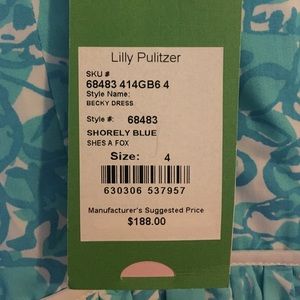 Lilly Pulitzer
SKU #
68483 414GB6 4
Style Name:
BECKY DRESS
Style #: 68483
SHORELY BLUE
SHES A FOX
Size: 4
630306 537957
Manufacturer's Suggested Price
$188.00